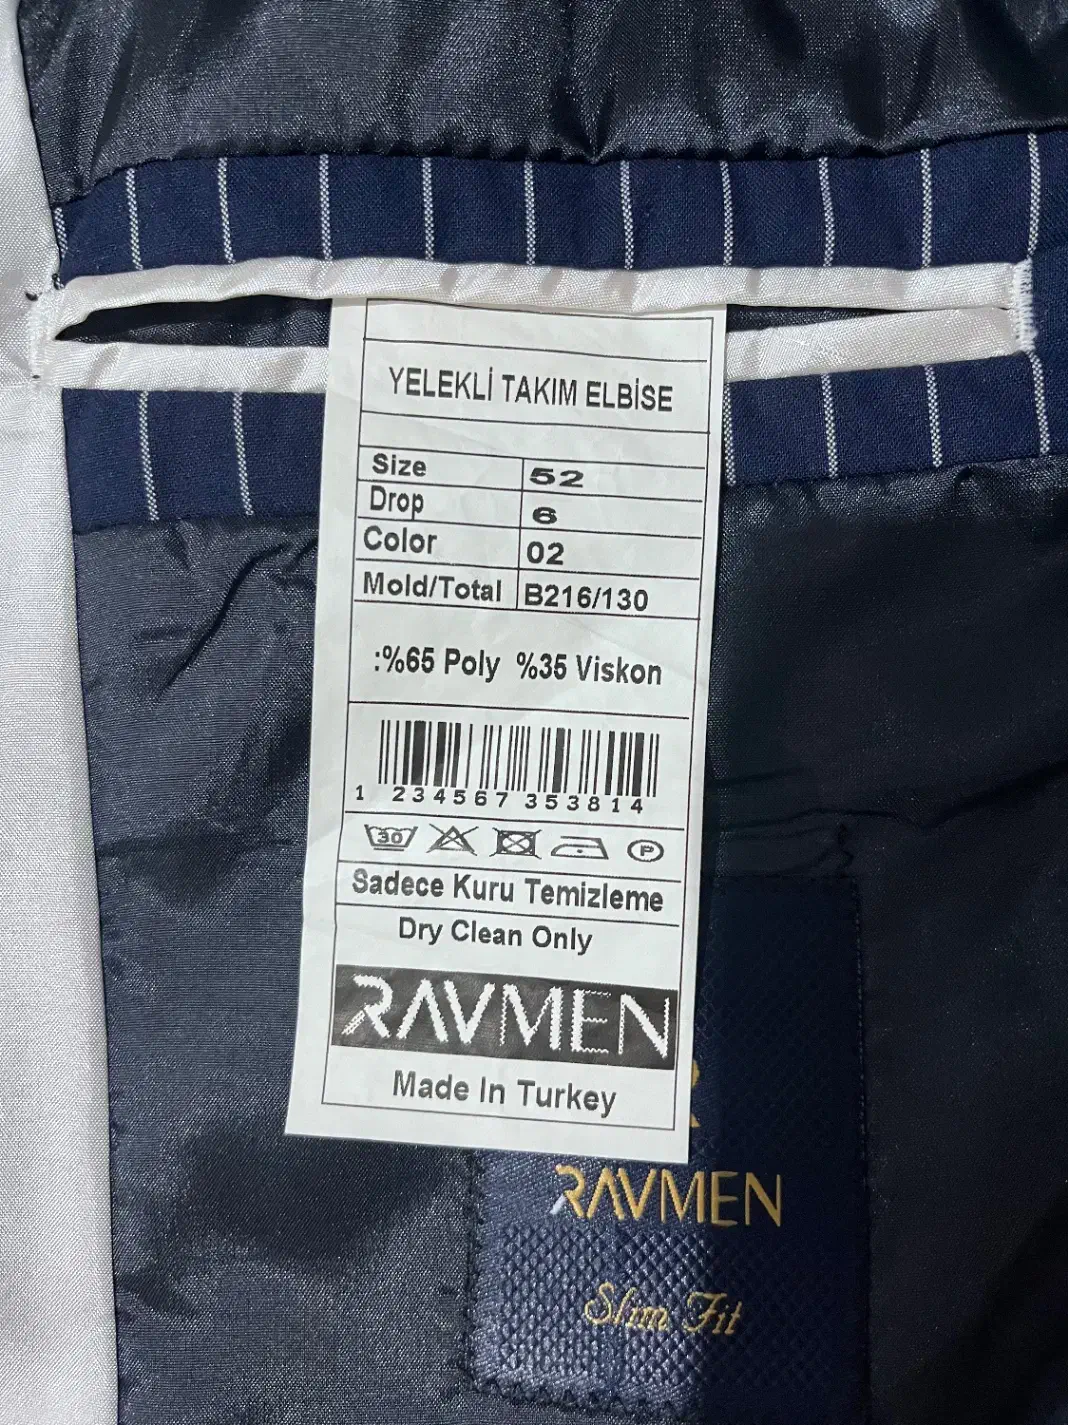 YELEKLİ TAKIM ELBİSE
Size 52
Drop 6
Color 02
Mold/Total B216/130
:%65 Poly %35 Viskon
1 234567 353814
30 P
Sadece Kuru Temizleme
Dry Clean Only
RAVMEN
Made In Turkey
RAVMEN
Slim Fit